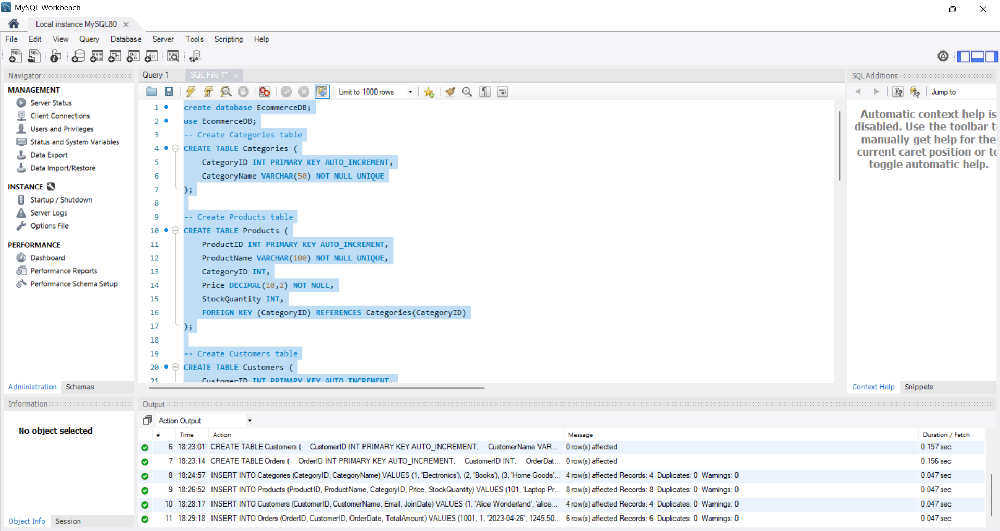 MySQL Workbench
Local instance MySQL80
File Edit View Query Database Server Tools Scripting Help
Navigator
MANAGEMENT
Server Status
Client Connections
Users and Privileges
Status and System Variables
Data Export
Data Import/Restore
INSTANCE
Startup / Shutdown
Server Logs
Options File
PERFORMANCE
Dashboard
Performance Reports
Performance Schema Setup
Administration Schemas
Information
No object selected
Object Info Session
Query 1 SQL File 1*
Limit to 1000 rows
1 create database EcommerceDB;
2 use EcommerceDB;
3 -- Create Categories table
4 CREATE TABLE Categories (
5 CategoryID INT PRIMARY KEY AUTO_INCREMENT,
6 CategoryName VARCHAR(50) NOT NULL UNIQUE
7 );
8
9 -- Create Products table
10 CREATE TABLE Products (
11 ProductID INT PRIMARY KEY AUTO_INCREMENT,
12 ProductName VARCHAR(100) NOT NULL UNIQUE,
13 CategoryID INT,
14 Price DECIMAL(10,2) NOT NULL,
15 StockQuantity INT,
16 FOREIGN KEY (CategoryID) REFERENCES Categories(CategoryID)
17 );
18
19 -- Create Customers table
20 CREATE TABLE Customers (
21 CustomerID INT PRIMARY KEY AUTO_INCREMENT,
SQLAdditions
Jump to
Automatic context help is
disabled. Use the toolbar t
manually get help for the
current caret position or to
toggle automatic help.
Context Help Snippets
Output
Action Output
# Time Action Message Duration / Fetch
6 18:23:01 CREATE TABLE Customers ( CustomerID INT PRIMARY KEY AUTO_INCREMENT, CustomerName VAR... 0 row(s) affected 0.157 sec
7 18:23:14 CREATE TABLE Orders ( OrderID INT PRIMARY KEY AUTO_INCREMENT, CustomerID INT, OrderDat... 0 row(s) affected 0.156 sec
8 18:24:57 INSERT INTO Categories (CategoryID, CategoryName) VALUES (1, 'Electronics'), (2, 'Books'), (3, 'Home Goods'... 4 row(s) affected Records: 4 Duplicates: 0 Warnings: 0 0.047 sec
9 18:26:52 INSERT INTO Products (ProductID, ProductName, CategoryID, Price, StockQuantity) VALUES (101, 'Laptop Pr... 8 row(s) affected Records: 8 Duplicates: 0 Warnings: 0 0.047 sec
10 18:28:17 INSERT INTO Customers (CustomerID, CustomerName, Email, JoinDate) VALUES (1, 'Alice Wonderland', 'alice... 4 row(s) affected Records: 4 Duplicates: 0 Warnings: 0 0.047 sec
11 18:29:18 INSERT INTO Orders (OrderID, CustomerID, OrderDate, TotalAmount) VALUES (1001, 1, '2023-04-26', 1245.50... 6 row(s) affected Records: 6 Duplicates: 0 Warnings: 0 0.047 sec